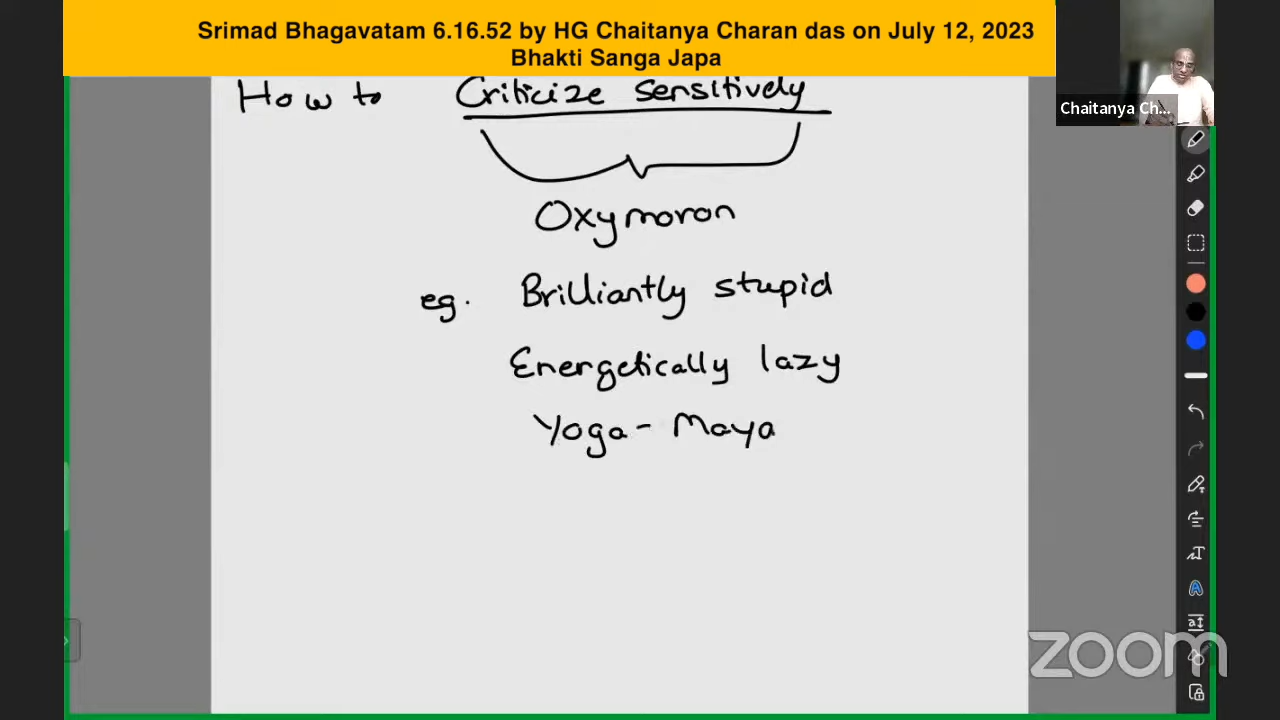 Srimad Bhagavatam 6.16.52 by HG Chaitanya Charan das on July 12, 2023
Bhakti Sanga Japa
Chaitanya Ch...
How to Criticize sensitively
Oxymoron
eg. Brilliantly stupid
Energetically lazy
Yoga - Maya
zoom